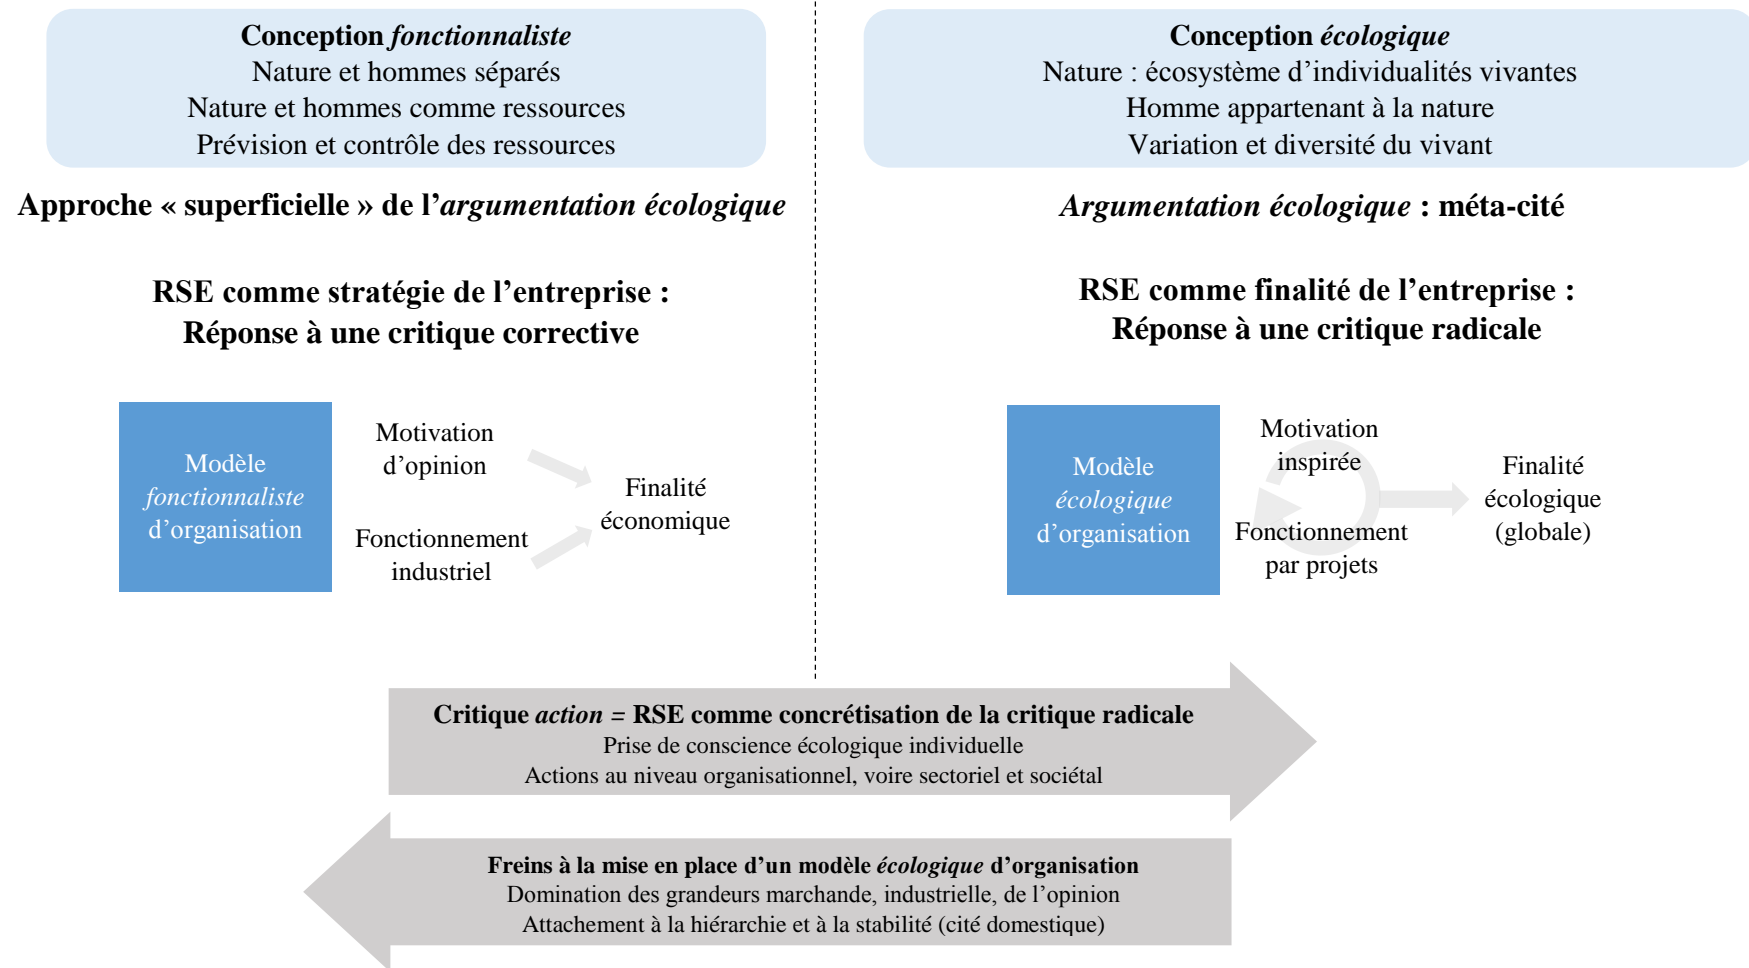 Conception fonctionnaliste
Nature et hommes séparés
Nature et hommes comme ressources
Prévision et contrôle des ressources
Approche « superficielle » de l’argumentation écologique
RSE comme stratégie de l’entreprise :
Réponse à une critique corrective
Modèle
fonctionnaliste
d’organisation
Motivation
d’opinion
Fonctionnement
industriel
Finalité
économique
Conception écologique
Nature : écosystème d’individualités vivantes
Homme appartenant à la nature
Variation et diversité du vivant
Argumentation écologique : méta-cité
RSE comme finalité de l’entreprise :
Réponse à une critique radicale
Modèle
écologique
d’organisation
Motivation
inspirée
Fonctionnement
par projets
Finalité
écologique
(globale)
Critique action = RSE comme concrétisation de la critique radicale
Prise de conscience écologique individuelle
Actions au niveau organisationnel, voire sectoriel et sociétal
Freins à la mise en place d’un modèle écologique d’organisation
Domination des grandeurs marchande, industrielle, de l’opinion
Attachement à la hiérarchie et à la stabilité (cité domestique)